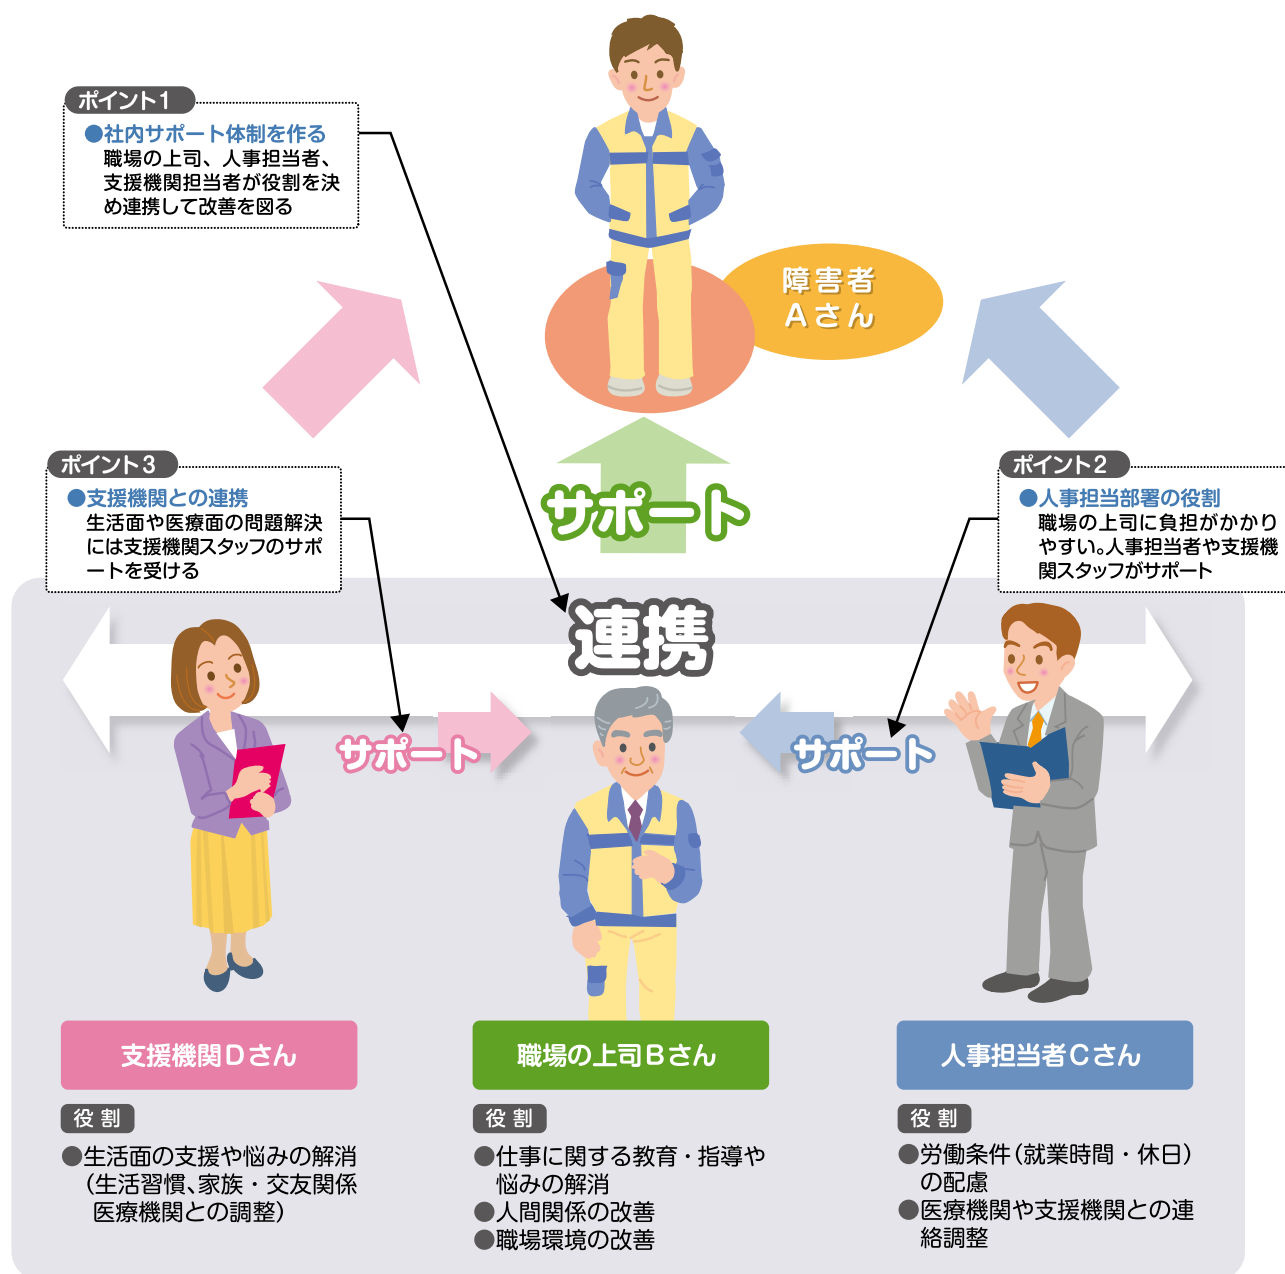 ポイント1
●社内サポート体制を作る
職場の上司、人事担当者、
支援機関担当者が役割を決
め連携して改善を図る
障害者
Aさん
ポイント3
●支援機関との連携
生活面や医療面の問題解決
には支援機関スタッフのサポ
ートを受ける
サポート
ポイント2
●人事担当部署の役割
職場の上司に負担がかかり
やすい。人事担当者や支援機
関スタッフがサポート
連携
サポート
サポート
支援機関Dさん
役割
●生活面の支援や悩みの解消
（生活習慣、家族・交友関係
医療機関との調整）
職場の上司Bさん
役割
●仕事に関する教育・指導や
悩みの解消
●人間関係の改善
●職場環境の改善
人事担当者Cさん
役割
●労働条件（就業時間・休日）
の配慮
●医療機関や支援機関との連
絡調整